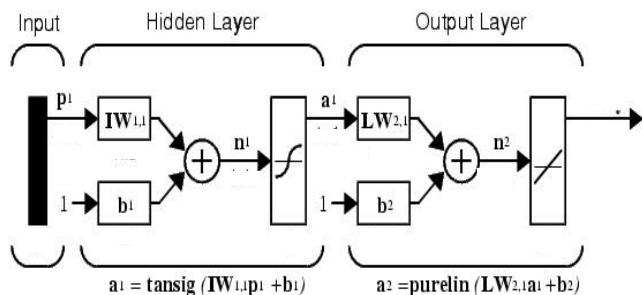 Input Hidden Layer Output Layer
p1 a1
IW1,1 LW2,1
n1 n2
1 b1 1 b2
a1 = tansig (IW1,1p1 +b1) a2 =purelin (LW2,1a1 +b2)